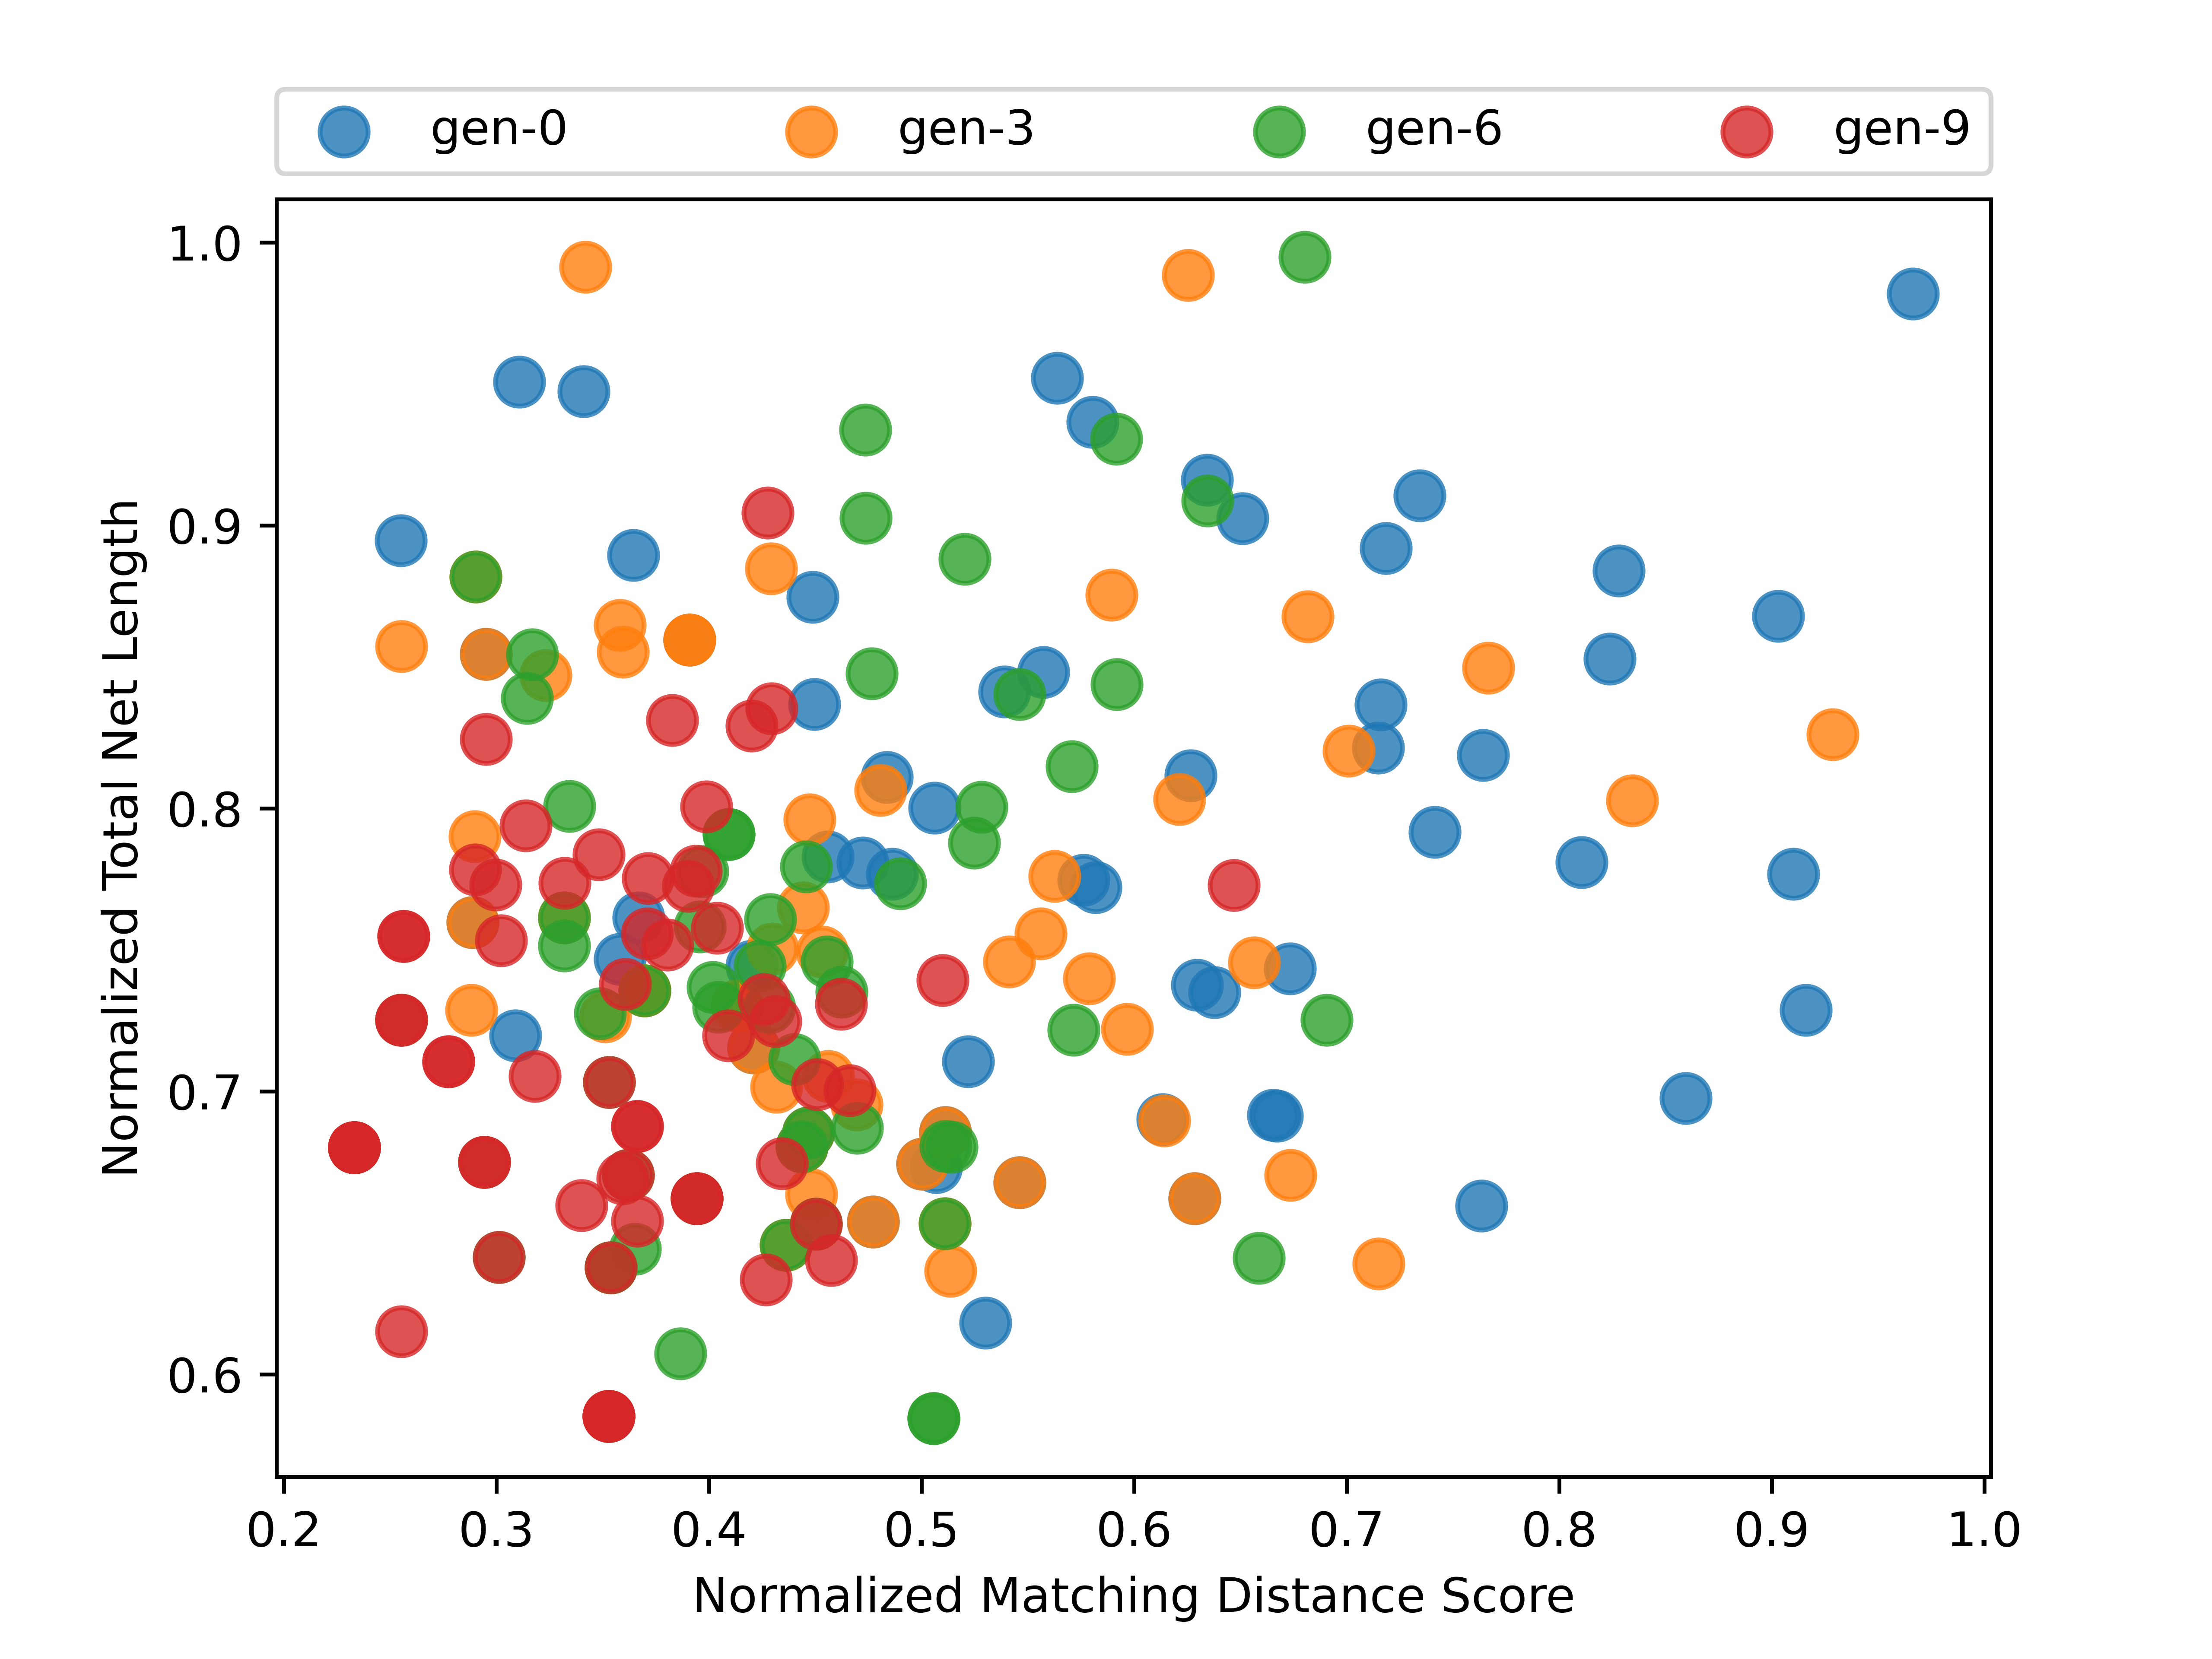 gen-0 gen-3 gen-6 gen-9
1.0
0.9
0.8
0.7
0.6
Normalized Total Net Length
0.2 0.3 0.4 0.5 0.6 0.7 0.8 0.9 1.0
Normalized Matching Distance Score